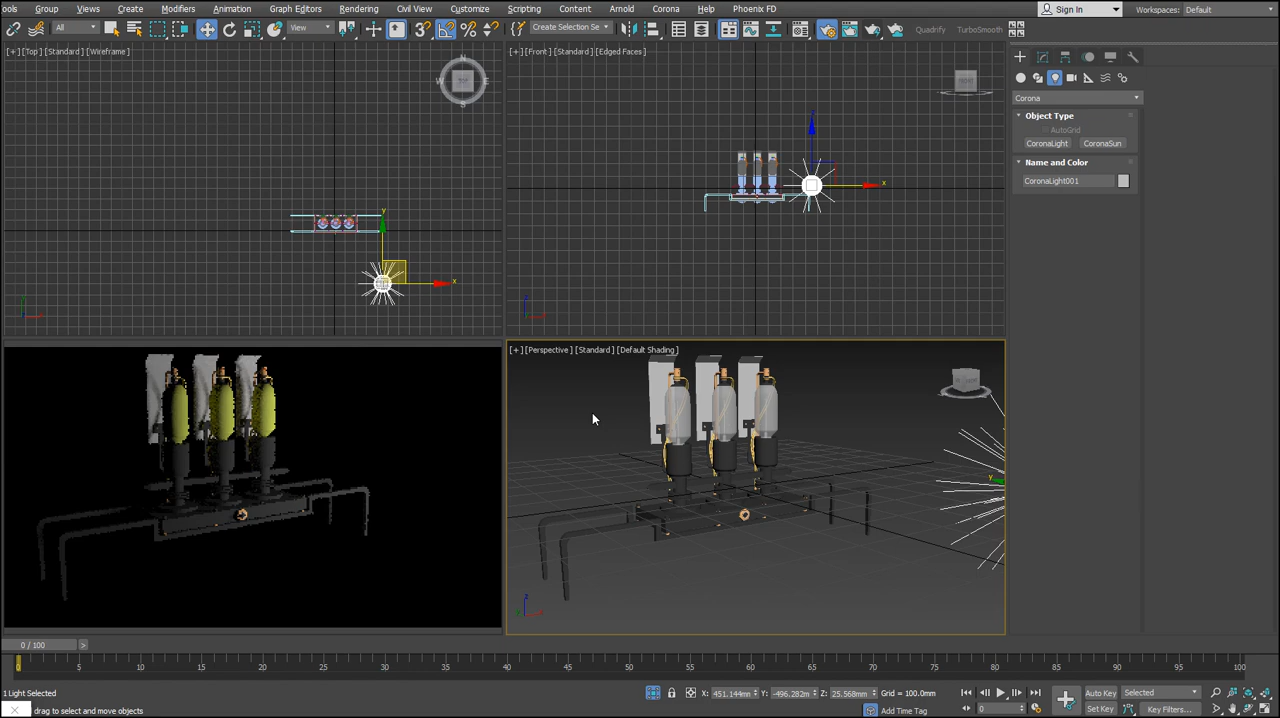 ools Group Views Create Modifiers Animation Graph Editors Rendering Civil View Customize Scripting Content Arnold Corona Help Phoenix FD Sign In Workspaces: Default
All View 3 Create Selection Se Quadrify TurboSmooth
[+] [Top] [Standard] [Wireframe]
[+] [Front] [Standard] [Edged Faces]
N
W TOP E
S
FRONT
Corona
Object Type
AutoGrid
CoronaLight CoronaSun
Name and Color
CoronaLight001
z
x
y
x
[+] [Perspective] [Standard] [Default Shading]
y
z
0 / 100 >
0 5 10 15 20 25 30 35 40 45 50 55 60 65 70 75 80 85 90 95 100
1 Light Selected X: 451.144mm Y: -496.282m Z: 25.568mm Grid = 100.0mm Auto Key Selected
drag to select and move objects Add Time Tag 0 Set Key Key Filters...